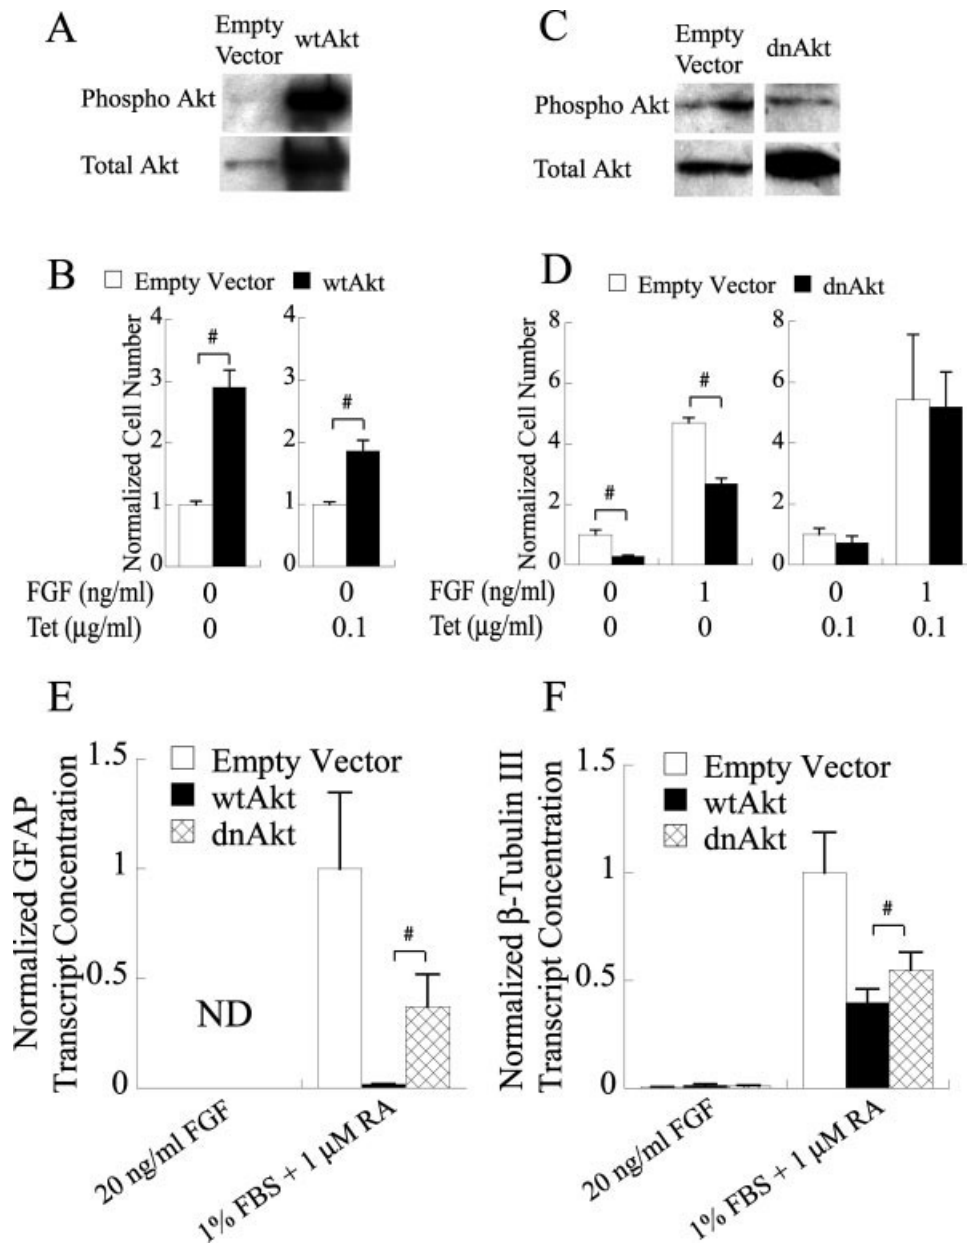 A
Empty
Vector
wtAkt
Phospho Akt
Total Akt
C
Empty
Vector
dnAkt
Phospho Akt
Total Akt
B
Empty Vector
wtAkt
Normalized Cell Number
4
3
2
1
0
#
4
3
2
1
0
#
FGF (ng/ml)
0
0
Tet (μg/ml)
0
0.1
D
Empty Vector
dnAkt
Normalized Cell Number
8
6
4
2
0
#
#
8
6
4
2
0
FGF (ng/ml)
0
1
0
1
Tet (μg/ml)
0
0
0.1
0.1
E
Normalized GFAP
Transcript Concentration
1.5
1
0.5
0
Empty Vector
wtAkt
dnAkt
#
ND
20 ng/ml FGF
1% FBS + 1 μM RA
F
Normalized β-Tubulin III
Transcript Concentration
1.5
1
0.5
0
Empty Vector
wtAkt
dnAkt
#
20 ng/ml FGF
1% FBS + 1 μM RA